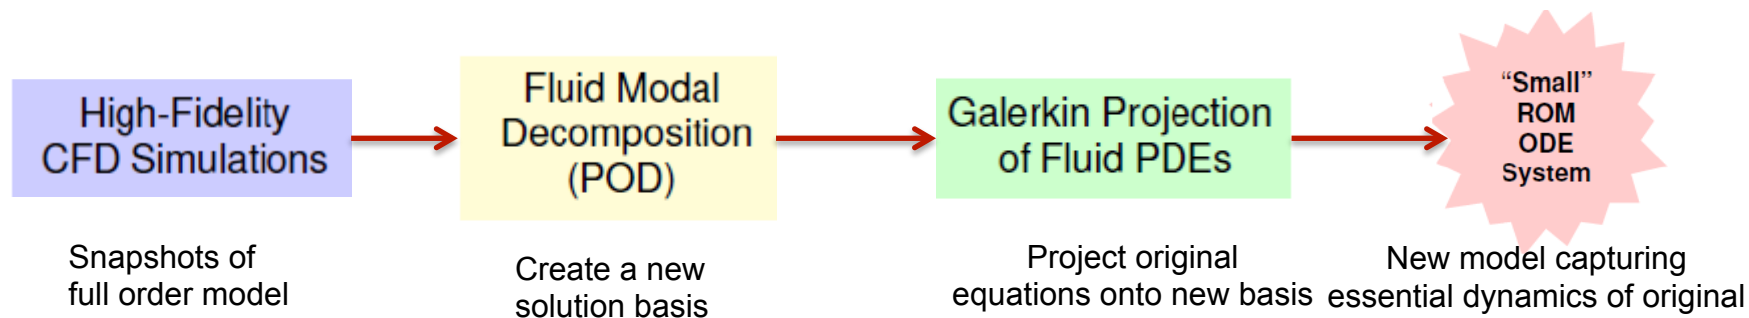 High-Fidelity
CFD Simulations
Snapshots of
full order model
Fluid Modal
Decomposition
(POD)
Create a new
solution basis
Galerkin Projection
of Fluid PDEs
Project original
equations onto new basis
“Small”
ROM
ODE
System
New model capturing
essential dynamics of original